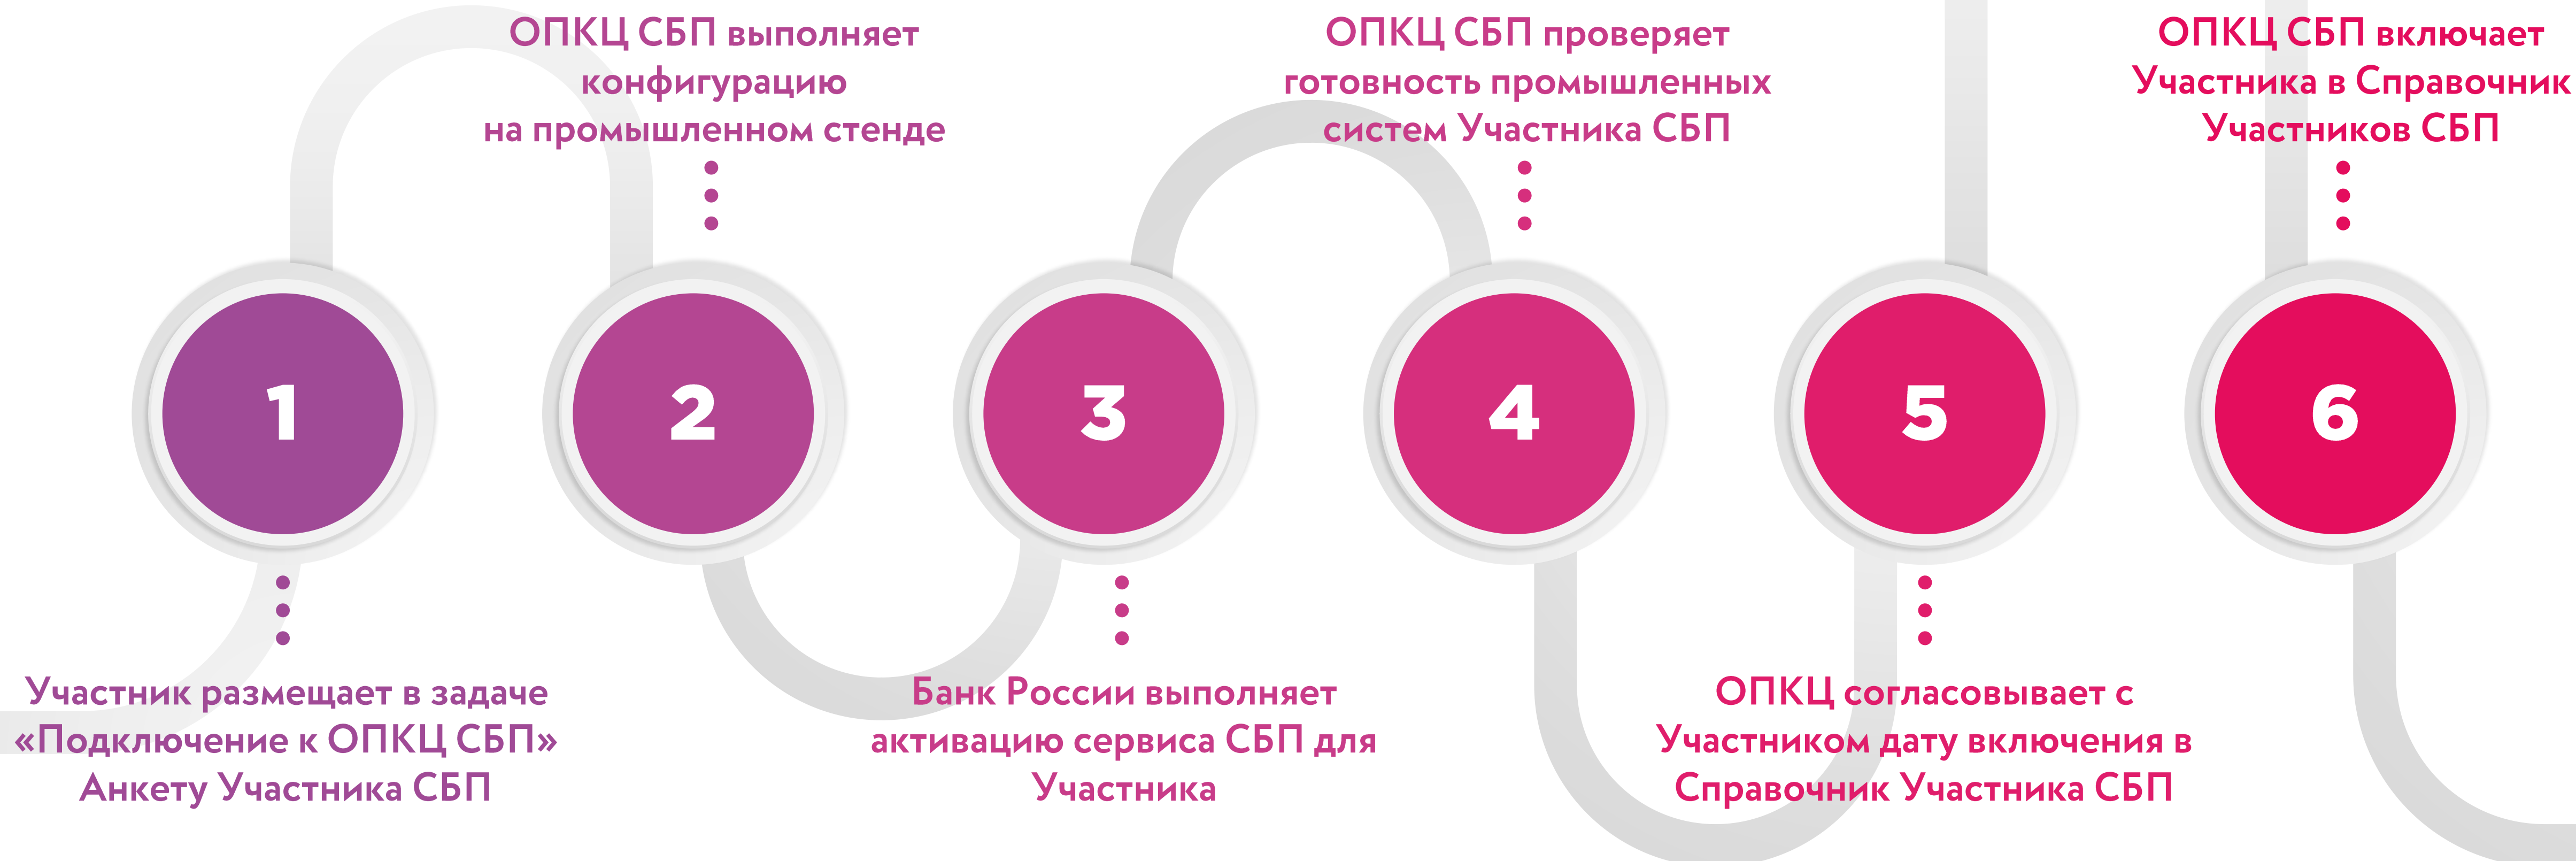 1
Участник размещает в задаче
«Подключение к ОПКЦ СБП»
Анкету Участника СБП
ОПКЦ СБП выполняет
конфигурацию
на промышленном стенде
2
3
Банк России выполняет
активацию сервиса СБП для
Участника
ОПКЦ СБП проверяет
готовность промышленных
систем Участника СБП
4
5
ОПКЦ согласовывает с
Участником дату включения в
Справочник Участника СБП
ОПКЦ СБП включает
Участника в Справочник
Участников СБП
6